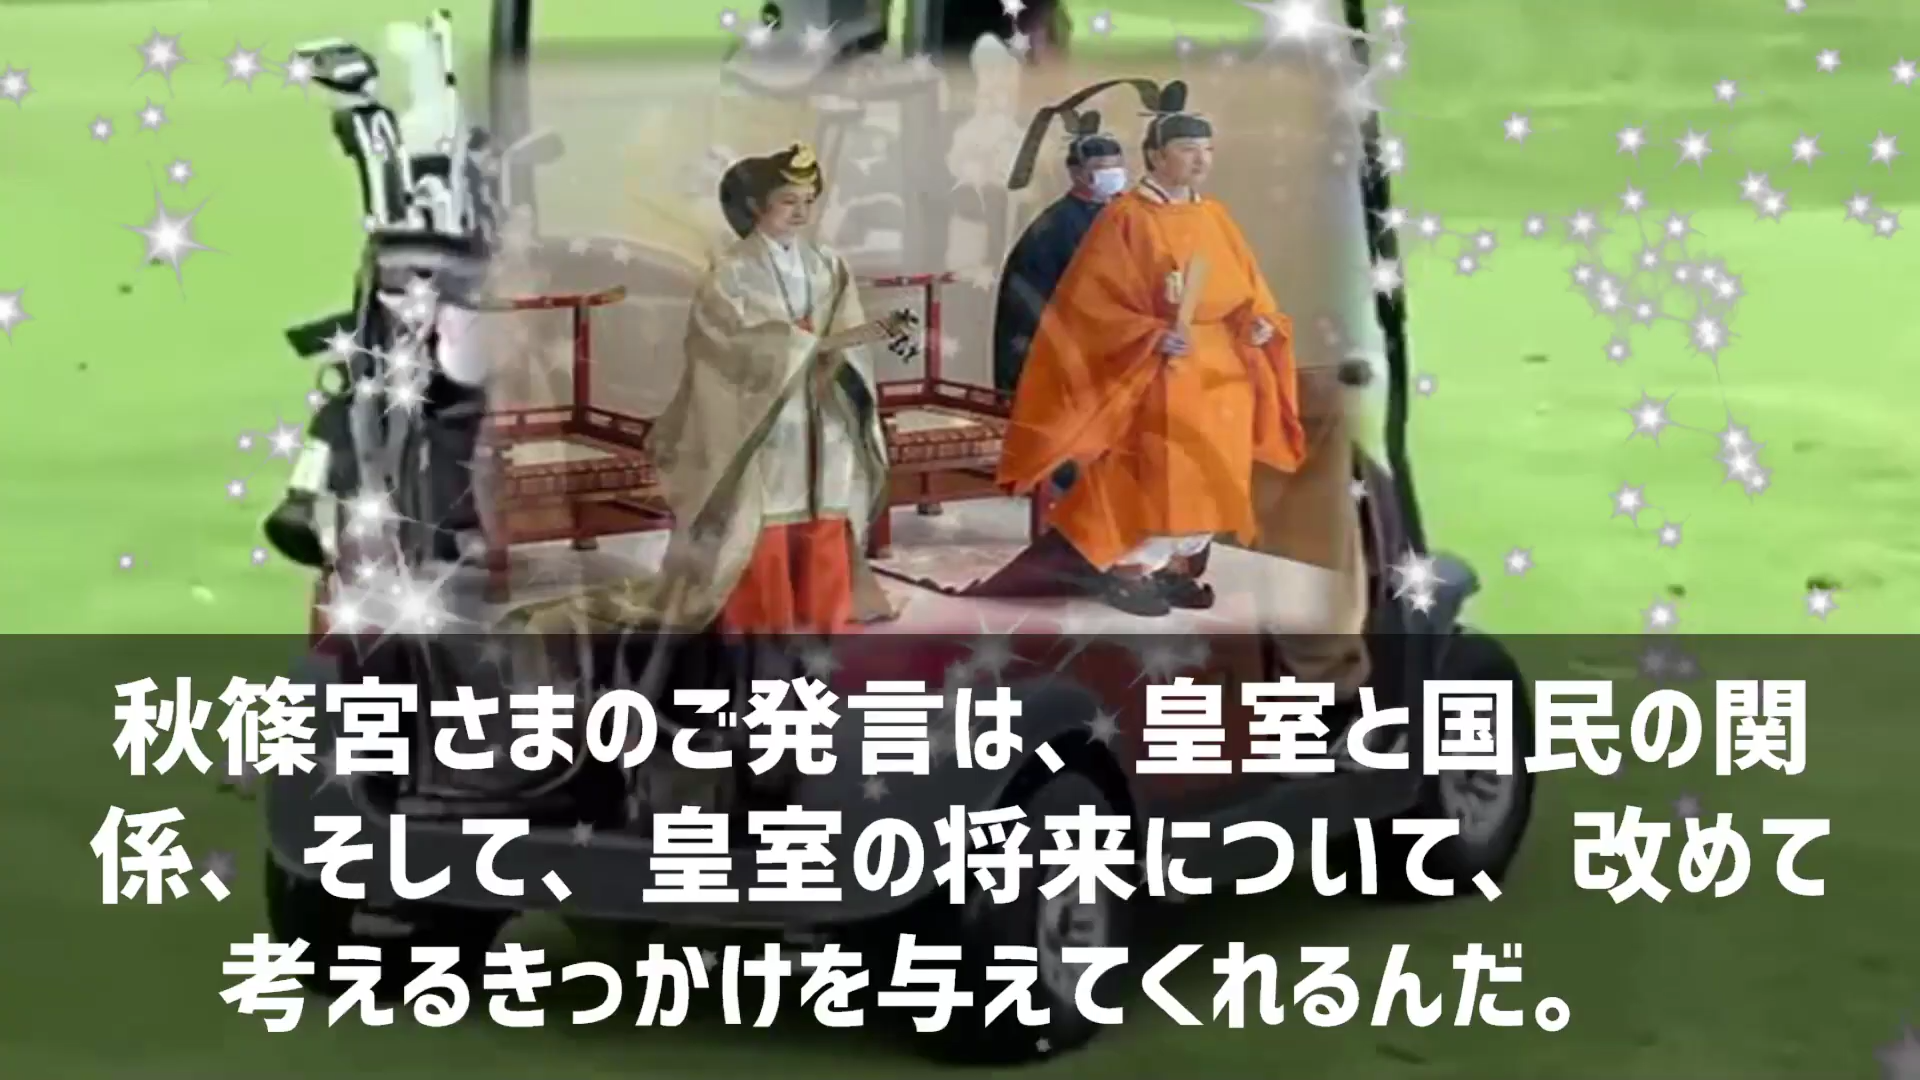 秋篠宮さまのご発言は、皇室と国民の関
係、そして、皇室の将来について、改めて
考えるきっかけを与えてくれるんだ。